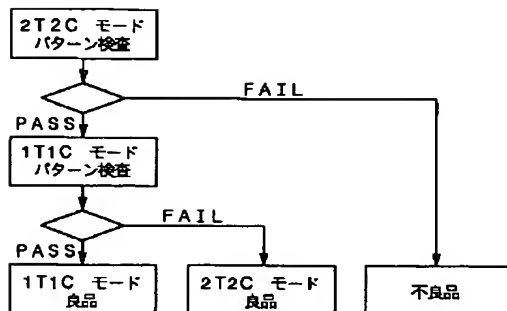 2T2C モード
パターン検査
FAIL
PASS
1T1C モード
パターン検査
FAIL
PASS
1T1C モード
良品
2T2C モード
良品
不良品